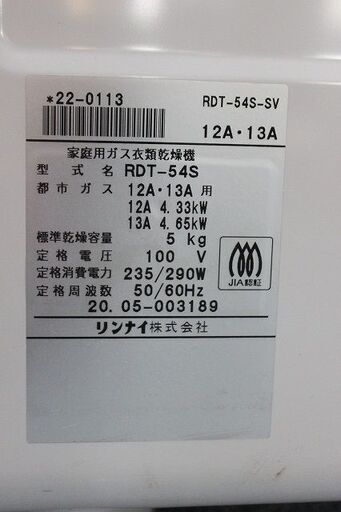 *22-0113 RDT-54S-SV
12A・13A
家庭用ガス衣類乾燥機
型式名 RDT-54S
都市ガス 12A・13A 用
12A 4.33kW
13A 4.65kW
標準乾燥容量 5 kg
定格電圧 100 V
定格消費電力 235/290W
定格周波数 50/60Hz
20.05-003189
リンナイ株式会社
JIA認証